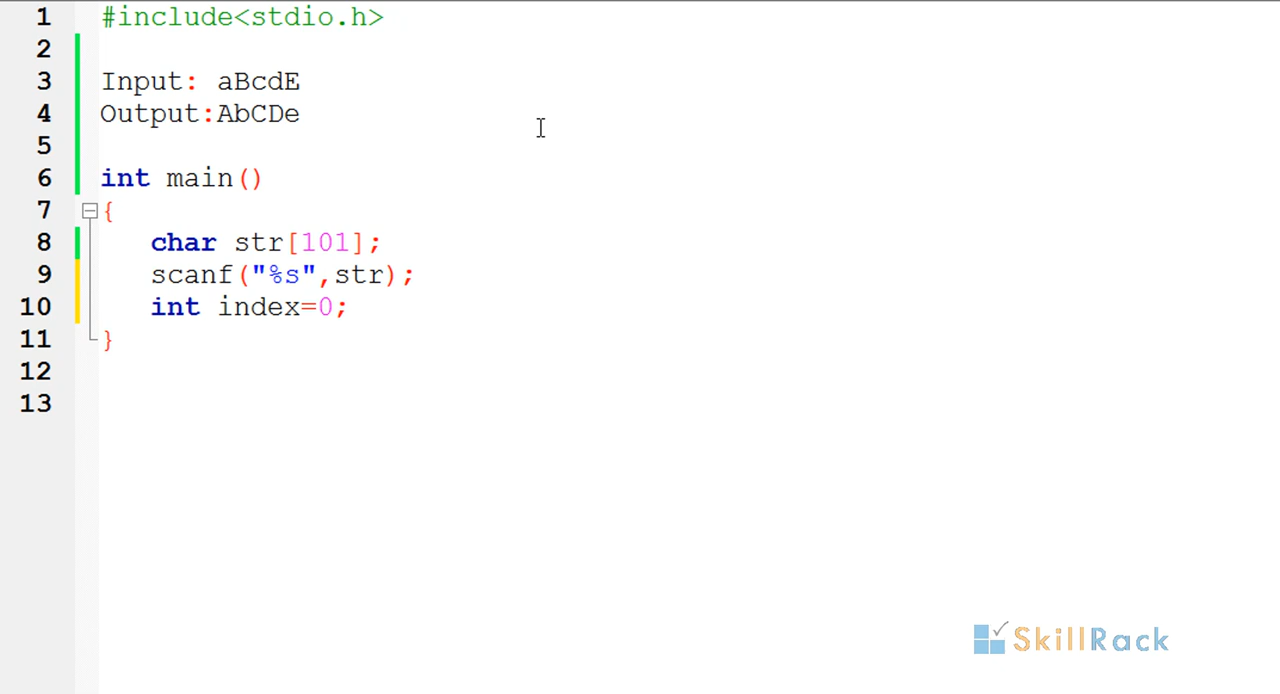 1 #include<stdio.h>
2
3 Input: aBcdE
4 Output:AbCDe
5
6 int main()
7 {
8 char str[101];
9 scanf("%s",str);
10 int index=0;
11 }
12
13
SkillRack